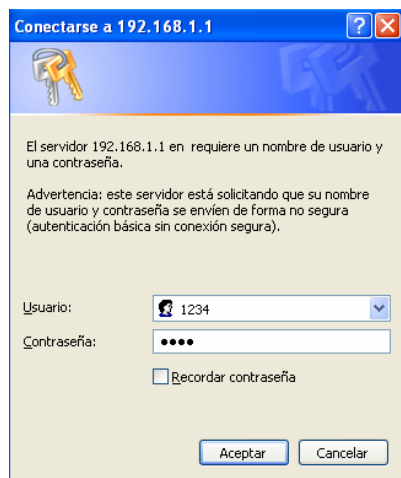 Conectarse a 192.168.1.1
El servidor 192.168.1.1 en requiere un nombre de usuario y
una contraseña.
Advertencia: este servidor está solicitando que su nombre
de usuario y contraseña se envíen de forma no segura
(autenticación básica sin conexión segura).
Usuario: 1234
Contraseña: ●●●●
Recordar contraseña
Aceptar Cancelar